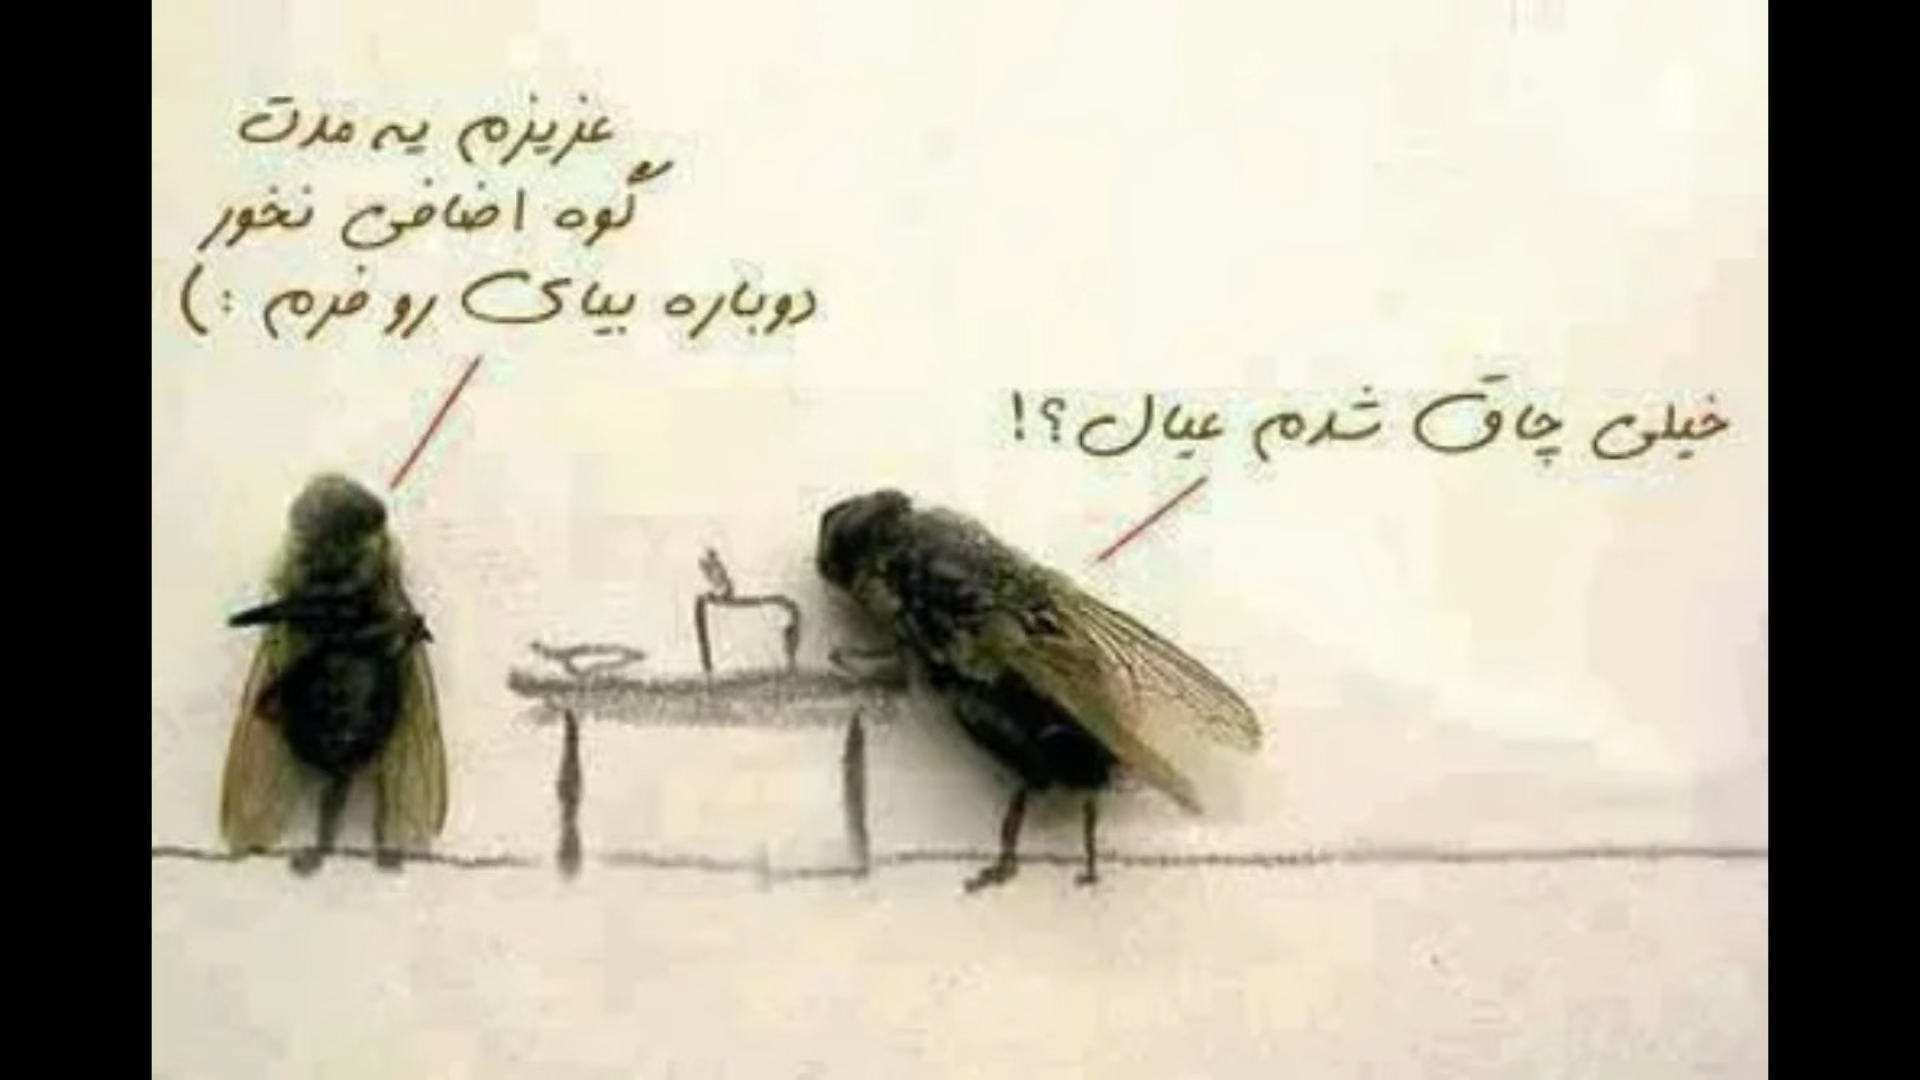 عزیزم یه مدت
گوه اضافی نخور
دوباره بیای رو فرم :)
خیلی چاق شدم عیال؟!